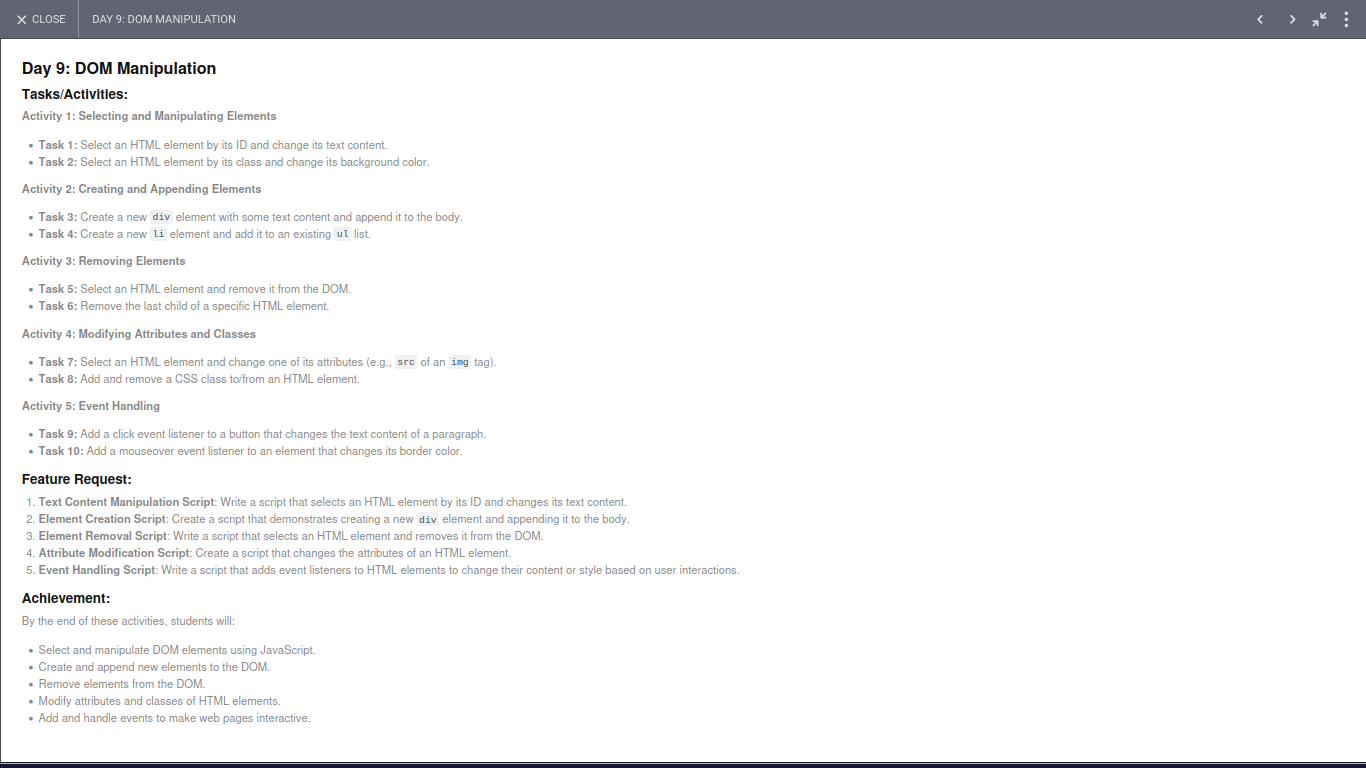 CLOSE DAY 9: DOM MANIPULATION
Day 9: DOM Manipulation
Tasks/Activities:
Activity 1: Selecting and Manipulating Elements
• Task 1: Select an HTML element by its ID and change its text content.
• Task 2: Select an HTML element by its class and change its background color.
Activity 2: Creating and Appending Elements
• Task 3: Create a new div element with some text content and append it to the body.
• Task 4: Create a new li element and add it to an existing ul list.
Activity 3: Removing Elements
• Task 5: Select an HTML element and remove it from the DOM.
• Task 6: Remove the last child of a specific HTML element.
Activity 4: Modifying Attributes and Classes
• Task 7: Select an HTML element and change one of its attributes (e.g., src of an img tag).
• Task 8: Add and remove a CSS class to/from an HTML element.
Activity 5: Event Handling
• Task 9: Add a click event listener to a button that changes the text content of a paragraph.
• Task 10: Add a mouseover event listener to an element that changes its border color.
Feature Request:
1. Text Content Manipulation Script: Write a script that selects an HTML element by its ID and changes its text content.
2. Element Creation Script: Create a script that demonstrates creating a new div element and appending it to the body.
3. Element Removal Script: Write a script that selects an HTML element and removes it from the DOM.
4. Attribute Modification Script: Create a script that changes the attributes of an HTML element.
5. Event Handling Script: Write a script that adds event listeners to HTML elements to change their content or style based on user interactions.
Achievement:
By the end of these activities, students will:
• Select and manipulate DOM elements using JavaScript.
• Create and append new elements to the DOM.
• Remove elements from the DOM.
• Modify attributes and classes of HTML elements.
• Add and handle events to make web pages interactive.